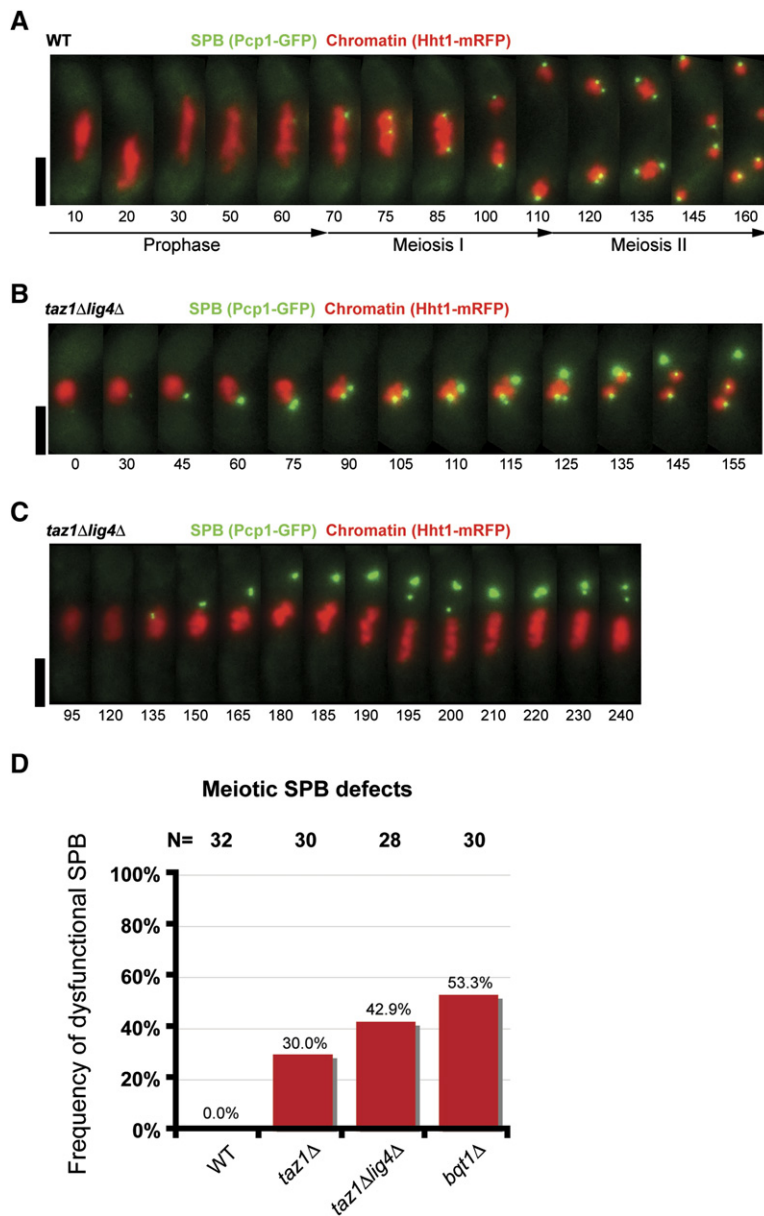 A
WT
SPB (Pcp1-GFP) Chromatin (Hht1-mRFP)
10 20 30 50 60 70 75 85 100 110 120 135 145 160
Prophase Meiosis I Meiosis II
B
taz1Δlig4Δ
SPB (Pcp1-GFP) Chromatin (Hht1-mRFP)
0 30 45 60 75 90 105 110 115 125 135 145 155
C
taz1Δlig4Δ
SPB (Pcp1-GFP) Chromatin (Hht1-mRFP)
95 120 135 150 165 180 185 190 195 200 210 220 230 240
D
Meiotic SPB defects
N= 32 30 28 30
Frequency of dysfunctional SPB
100%
80%
60%
40%
20%
0%
0.0%
30.0%
42.9%
53.3%
WT
taz1Δ
taz1Δlig4Δ
bqt1Δ